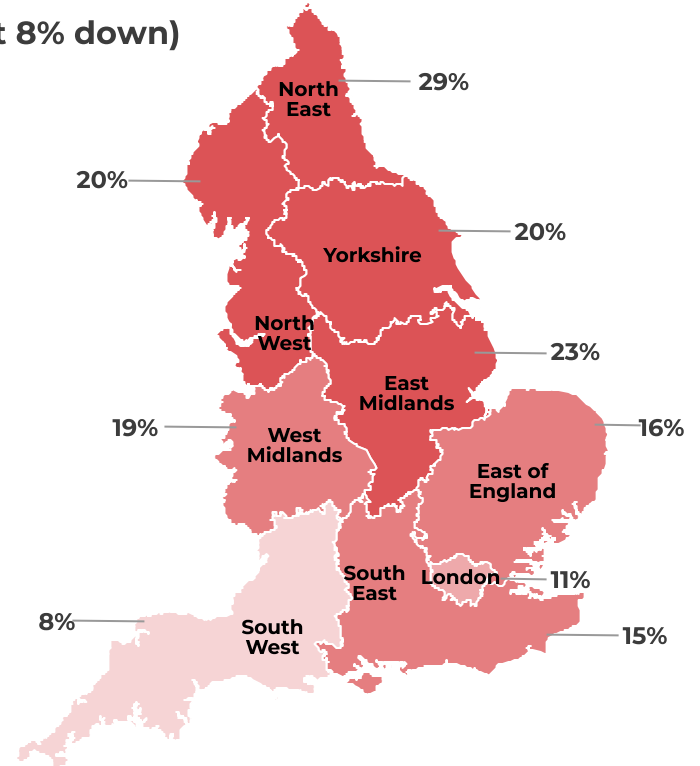 8% down)
North
East
29%
20%
20%
Yorkshire
North
West
23%
East
Midlands
19%
West
Midlands
16%
East of
England
South
East
London
11%
8%
South
West
15%